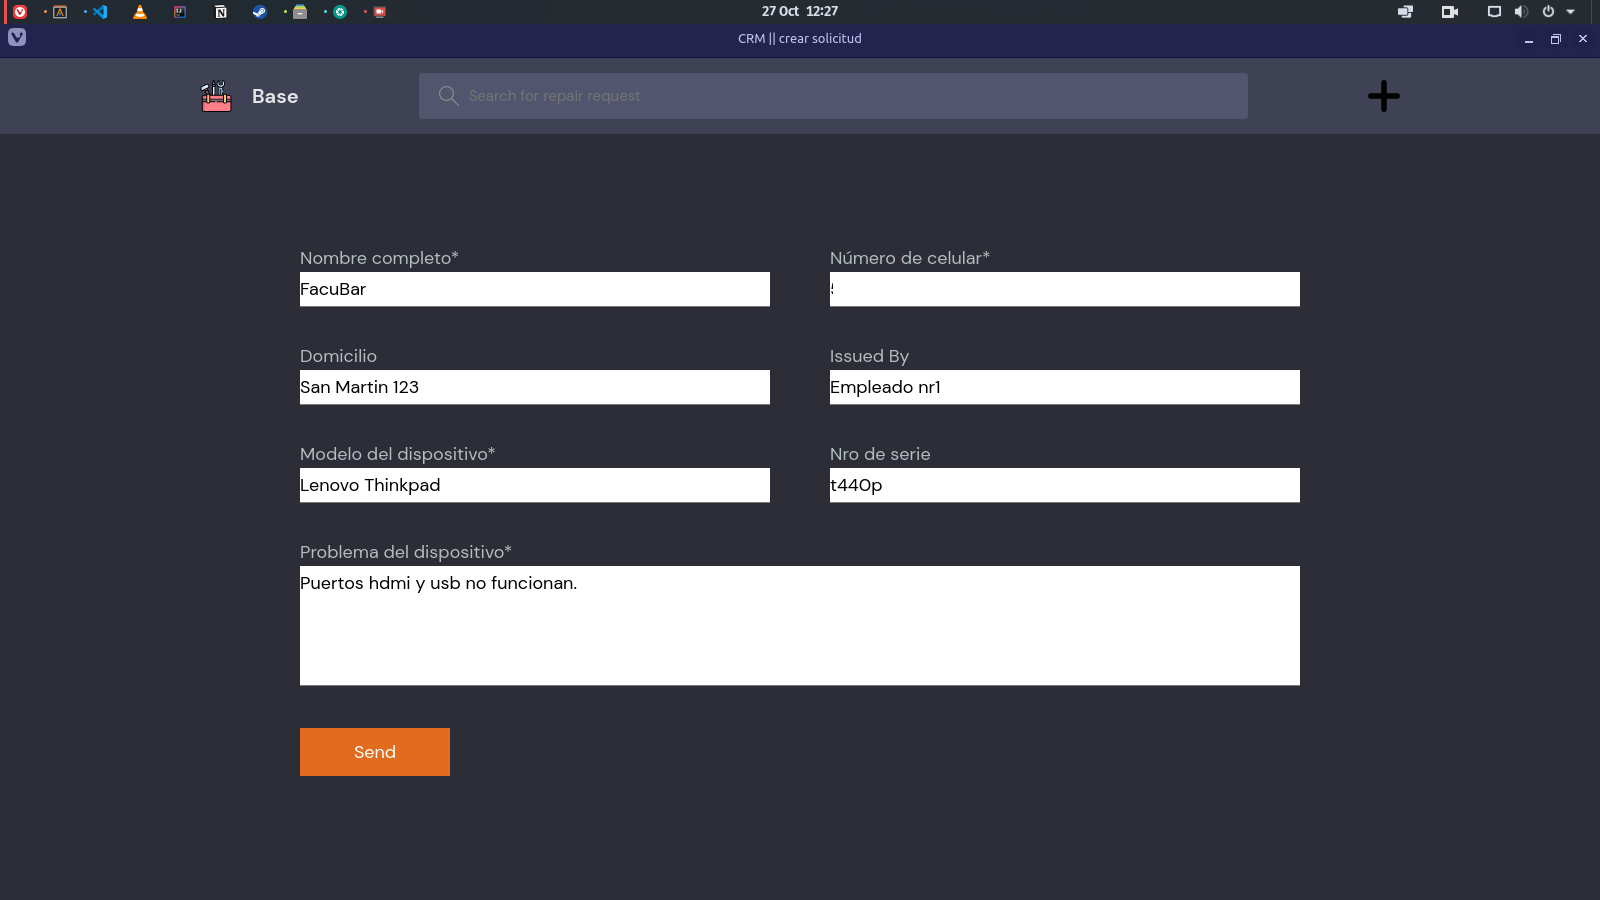 27 Oct 12:27
CRM || crear solicitud
Base
Search for repair request
Nombre completo*
Número de celular*
FacuBar
Domicilio
Issued By
San Martin 123
Empleado nr1
Modelo del dispositivo*
Nro de serie
Lenovo Thinkpad
t440p
Problema del dispositivo*
Puertos hdmi y usb no funcionan.
Send